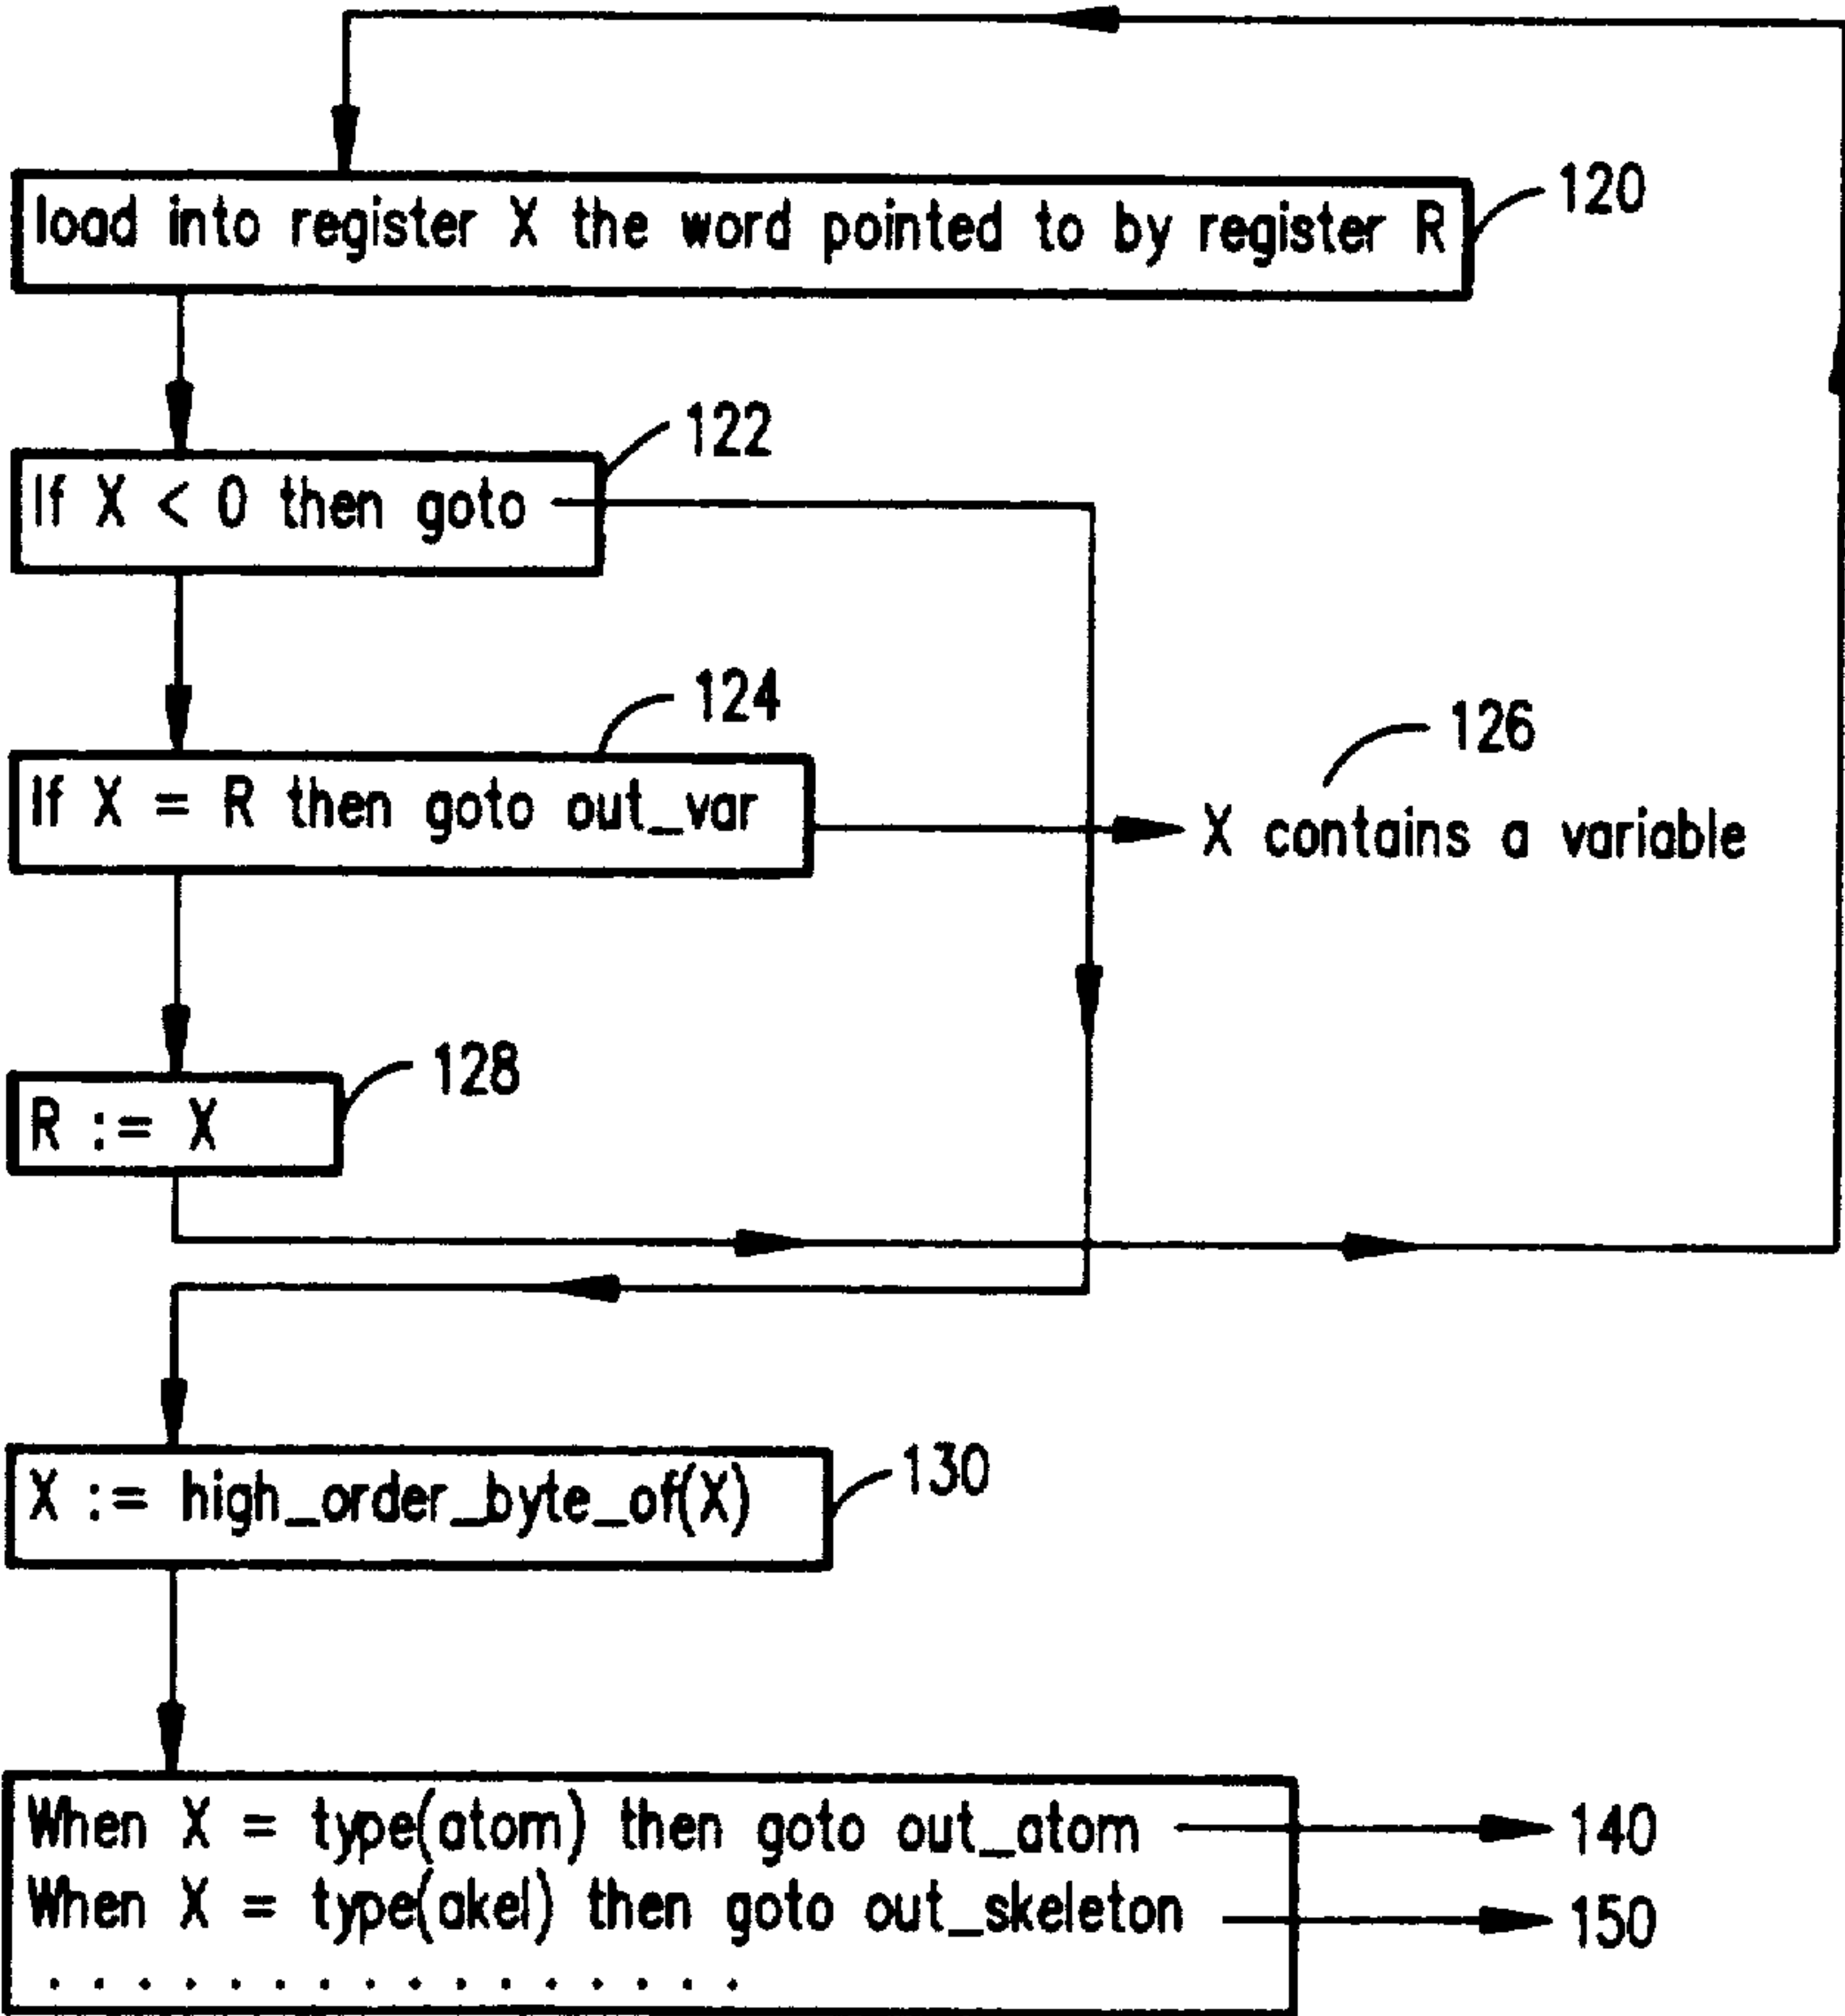 load into register X the word pointed to by register R
120
If X < 0 then goto
122
124
If X = R then goto out_var
126
X contains a variable
128
R := X
X := high_order_byte_of(X)
130
When X = type(atom) then goto out_atom
140
When X = type(akel) then goto out_skeleton
150
. . . . . . . . . . . . . . . .